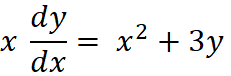 x dy/dx = x² + 3y